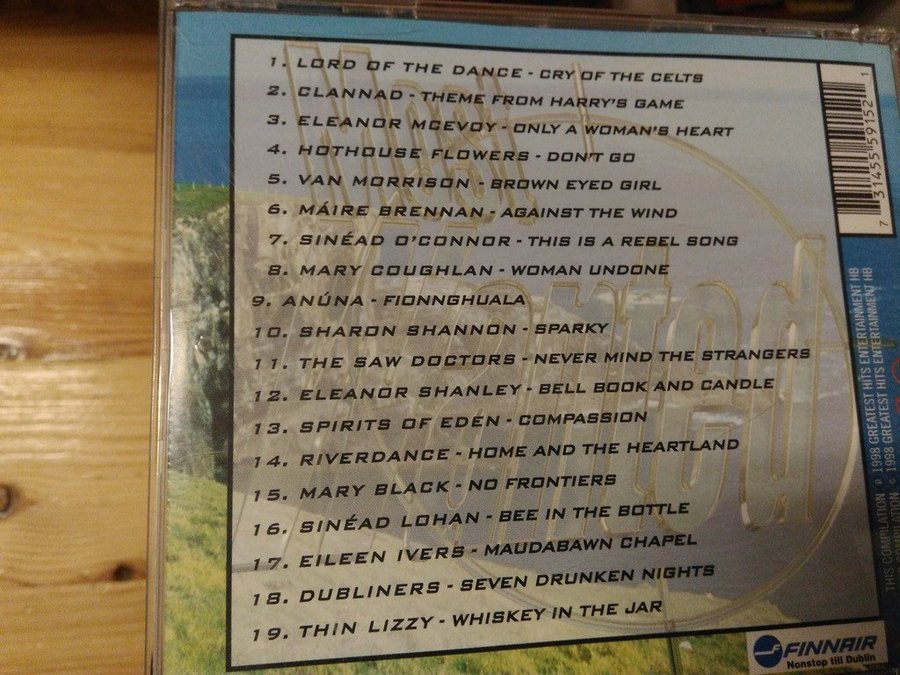 1. LORD OF THE DANCE - CRY OF THE CELTS
2. CLANNAD - THEME FROM HARRY'S GAME
3. ELEANOR MCEVOY - ONLY A WOMAN'S HEART
4. HOTHOUSE FLOWERS - DON'T GO
5. VAN MORRISON - BROWN EYED GIRL
6. MÁIRE BRENNAN - AGAINST THE WIND
7. SINÉAD O'CONNOR - THIS IS A REBEL SONG
8. MARY COUGHLAN - WOMAN UNDONE
9. ANÚNA - FIONNGHUALA
10. SHARON SHANNON - SPARKY
11. THE SAW DOCTORS - NEVER MIND THE STRANGERS
12. ELEANOR SHANLEY - BELL BOOK AND CANDLE
13. SPIRITS OF EDEN - COMPASSION
14. RIVERDANCE - HOME AND THE HEARTLAND
15. MARY BLACK - NO FRONTIERS
16. SINÉAD LOHAN - BEE IN THE BOTTLE
17. EILEEN IVERS - MAUDABAWN CHAPEL
18. DUBLINERS - SEVEN DRUNKEN NIGHTS
19. THIN LIZZY - WHISKEY IN THE JAR
Most Wanted
7 31455 59152 1
THIS COMPILATION ℗ 1998 GREATEST HITS ENTERTAINMENT HB
COMPILATION © 1998 GREATEST HITS ENTERTAINMENT HB
FINNAIR
Nonstop till Dublin